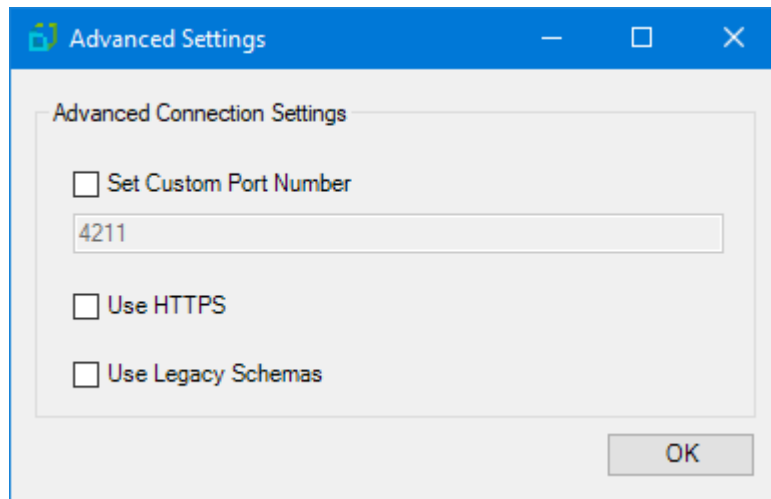 Advanced Settings
Advanced Connection Settings
Set Custom Port Number
4211
Use HTTPS
Use Legacy Schemas
OK